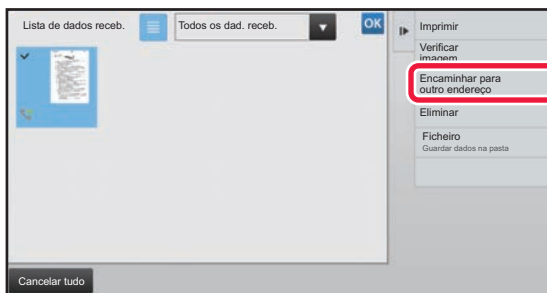 Lista de dados receb.
Todos os dad. receb.
OK
Imprimir
Verificar
imagem
Encaminhar para
outro endereço
Eliminar
Ficheiro
Guardar dados na pasta
Cancelar tudo